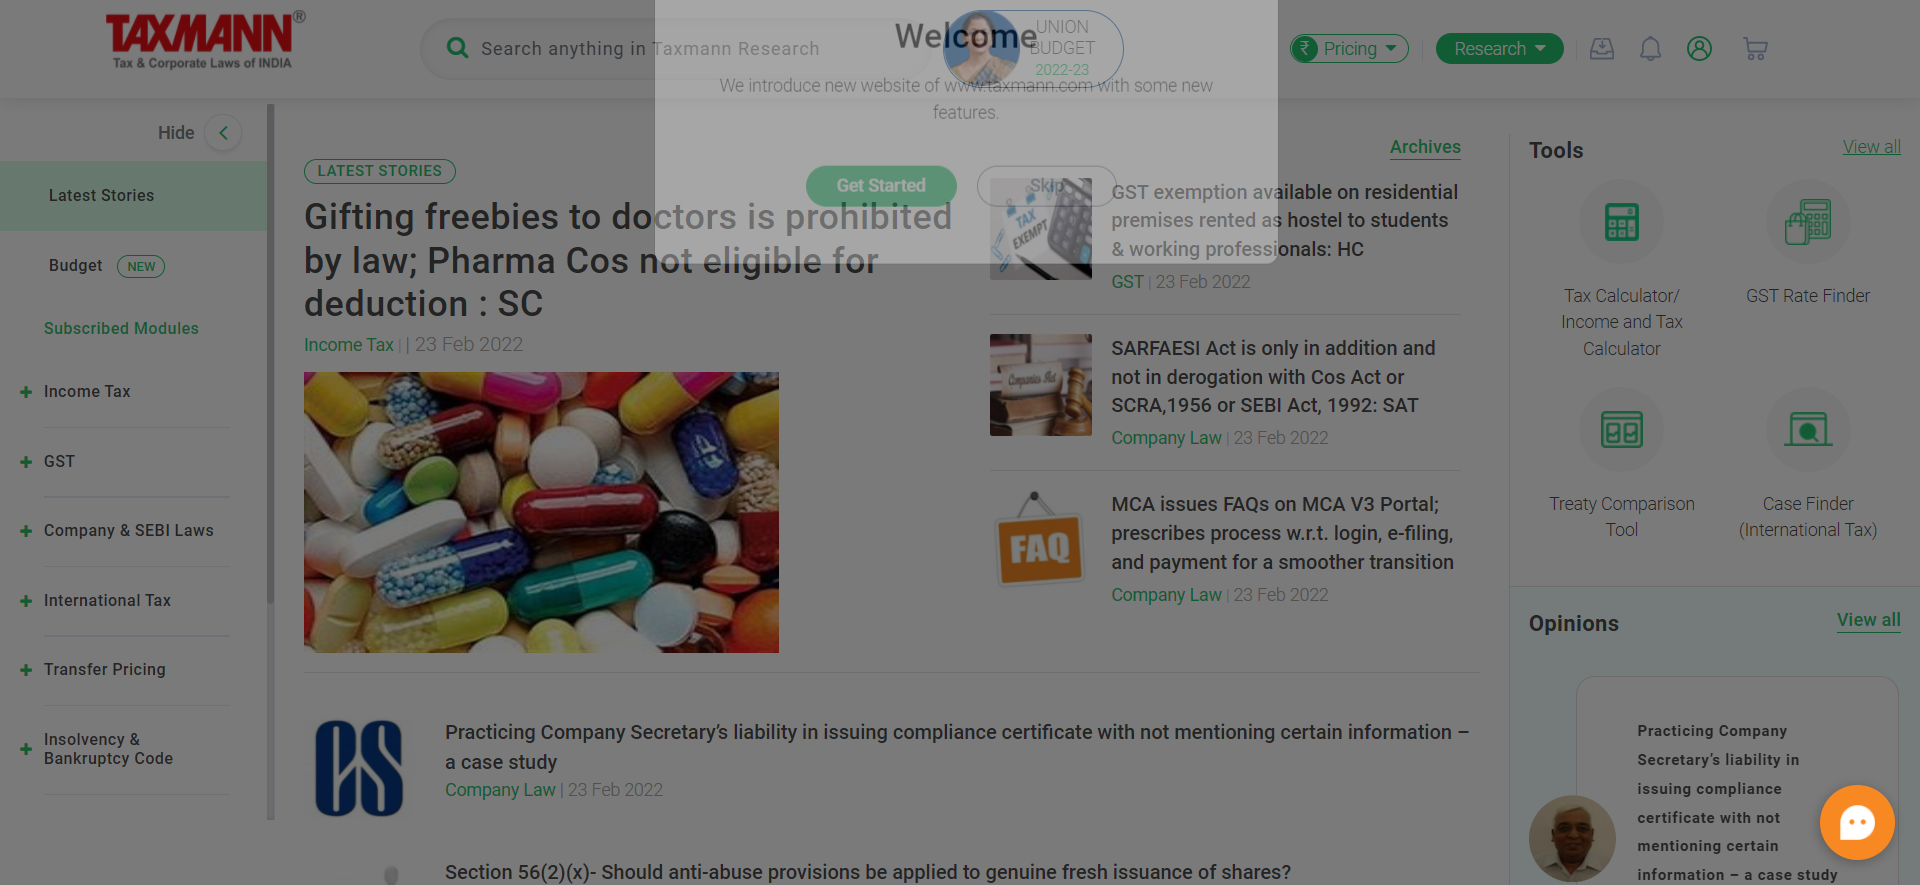 TAXMANN®
Tax & Corporate Laws of INDIA
Search anything in Taxmann Research
Welcome
We introduce new website of www.taxmann.com with some new
features.
Get Started
Skip
UNION
BUDGET
2022-23
₹ Pricing
Research
Hide
Latest Stories
Budget NEW
Subscribed Modules
Income Tax
GST
Company & SEBI Laws
International Tax
Transfer Pricing
Insolvency &
Bankruptcy Code
LATEST STORIES
Gifting freebies to doctors is prohibited
by law; Pharma Cos not eligible for
deduction : SC
Income Tax | | 23 Feb 2022
Archives
TAX
EXEMPT
GST exemption available on residential
premises rented as hostel to students
& working professionals: HC
GST | 23 Feb 2022
Companies Act
SARFAESI Act is only in addition and
not in derogation with Cos Act or
SCRA,1956 or SEBI Act, 1992: SAT
Company Law | 23 Feb 2022
FAQ
MCA issues FAQs on MCA V3 Portal;
prescribes process w.r.t. login, e-filing,
and payment for a smoother transition
Company Law | 23 Feb 2022
CS
Practicing Company Secretary’s liability in issuing compliance certificate with not mentioning certain information –
a case study
Company Law | 23 Feb 2022
Section 56(2)(x)- Should anti-abuse provisions be applied to genuine fresh issuance of shares?
Tools
View all
Tax Calculator/
Income and Tax
Calculator
GST Rate Finder
Treaty Comparison
Tool
Case Finder
(International Tax)
Opinions
View all
Practicing Company
Secretary’s liability in
issuing compliance
certificate with not
mentioning certain
information – a case study